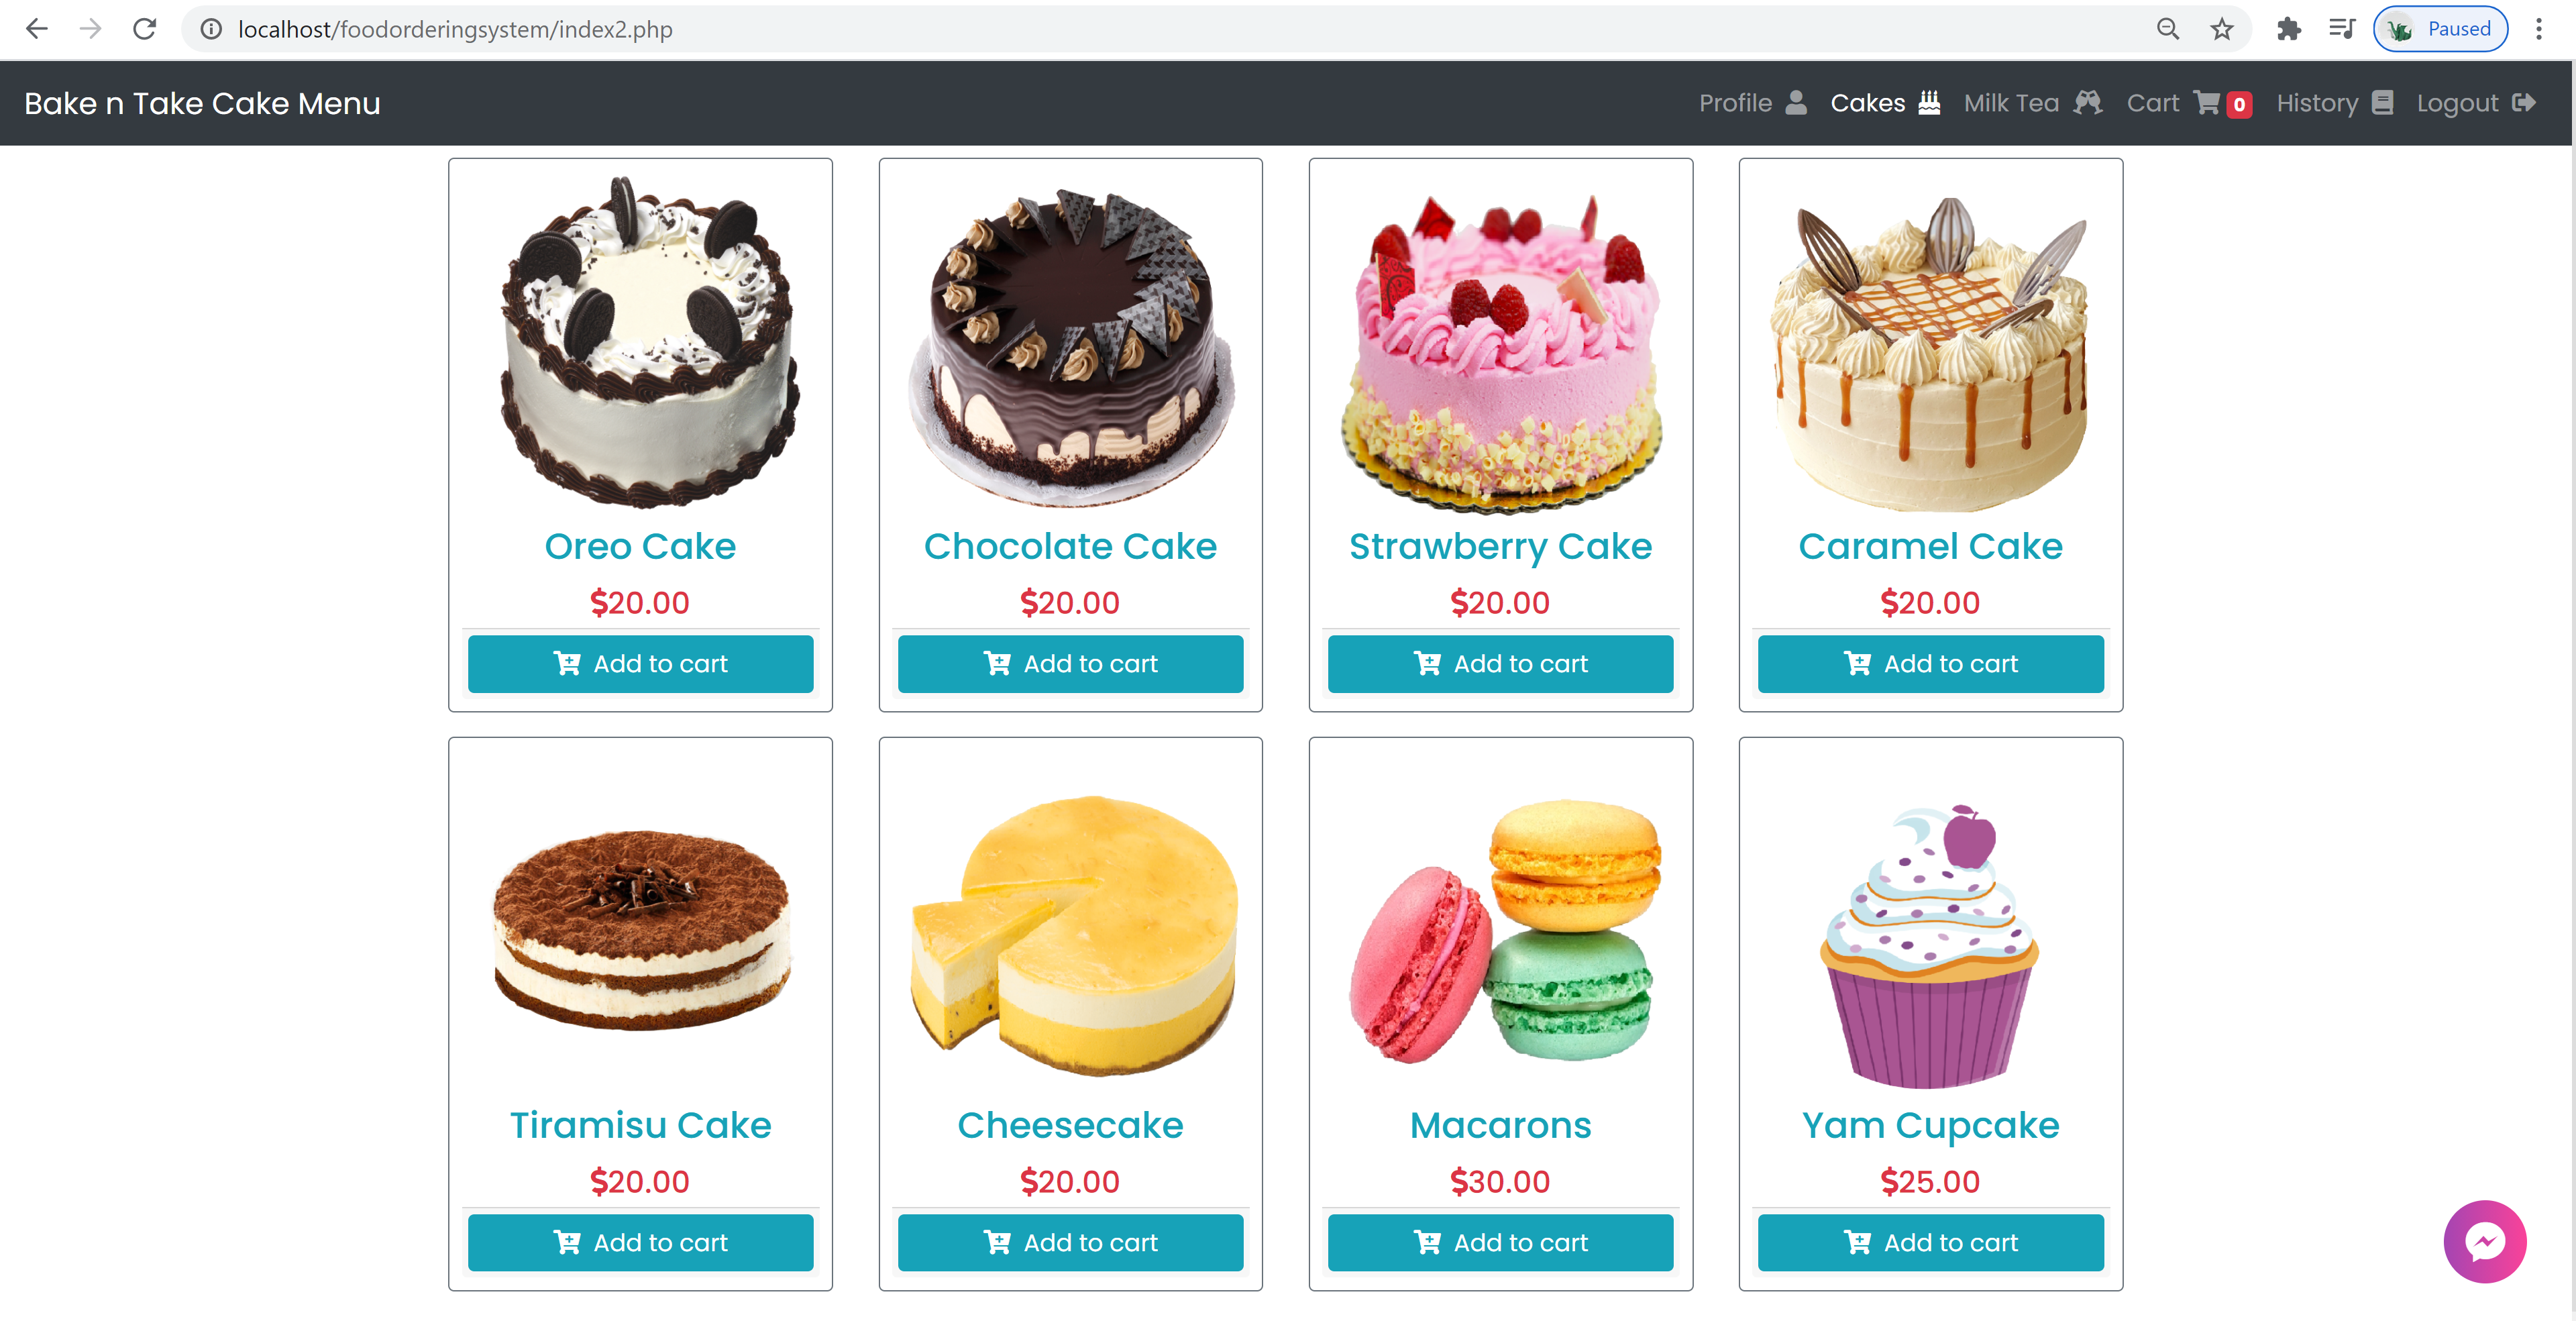 localhost/foodorderingsystem/index2.php
Paused
Bake n Take Cake Menu
Profile Cakes Milk Tea Cart 0 History Logout
Oreo Cake Chocolate Cake Strawberry Cake Caramel Cake
$20.00 $20.00 $20.00 $20.00
Add to cart Add to cart Add to cart Add to cart
Tiramisu Cake Cheesecake Macarons Yam Cupcake
$20.00 $20.00 $30.00 $25.00
Add to cart Add to cart Add to cart Add to cart